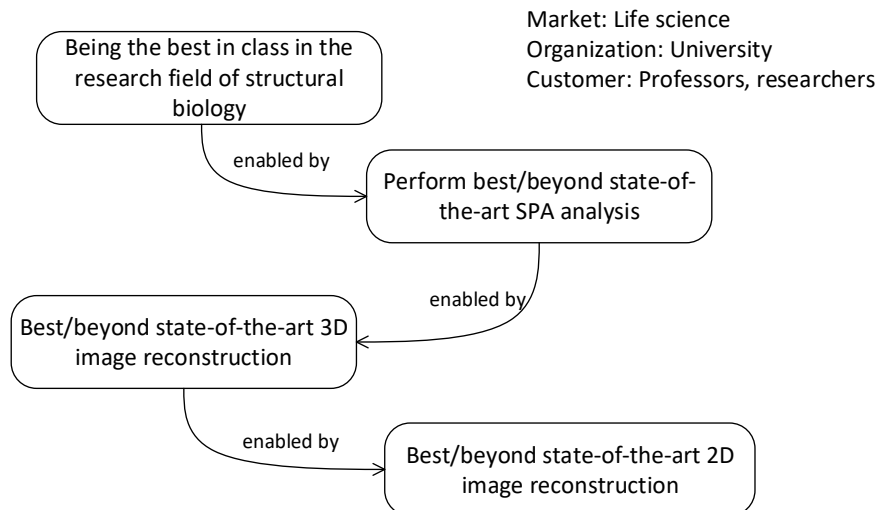 Market: Life science
Organization: University
Customer: Professors, researchers
Being the best in class in the
research field of structural
biology
enabled by
Perform best/beyond state-of-
the-art SPA analysis
enabled by
Best/beyond state-of-the-art 3D
image reconstruction
enabled by
Best/beyond state-of-the-art 2D
image reconstruction